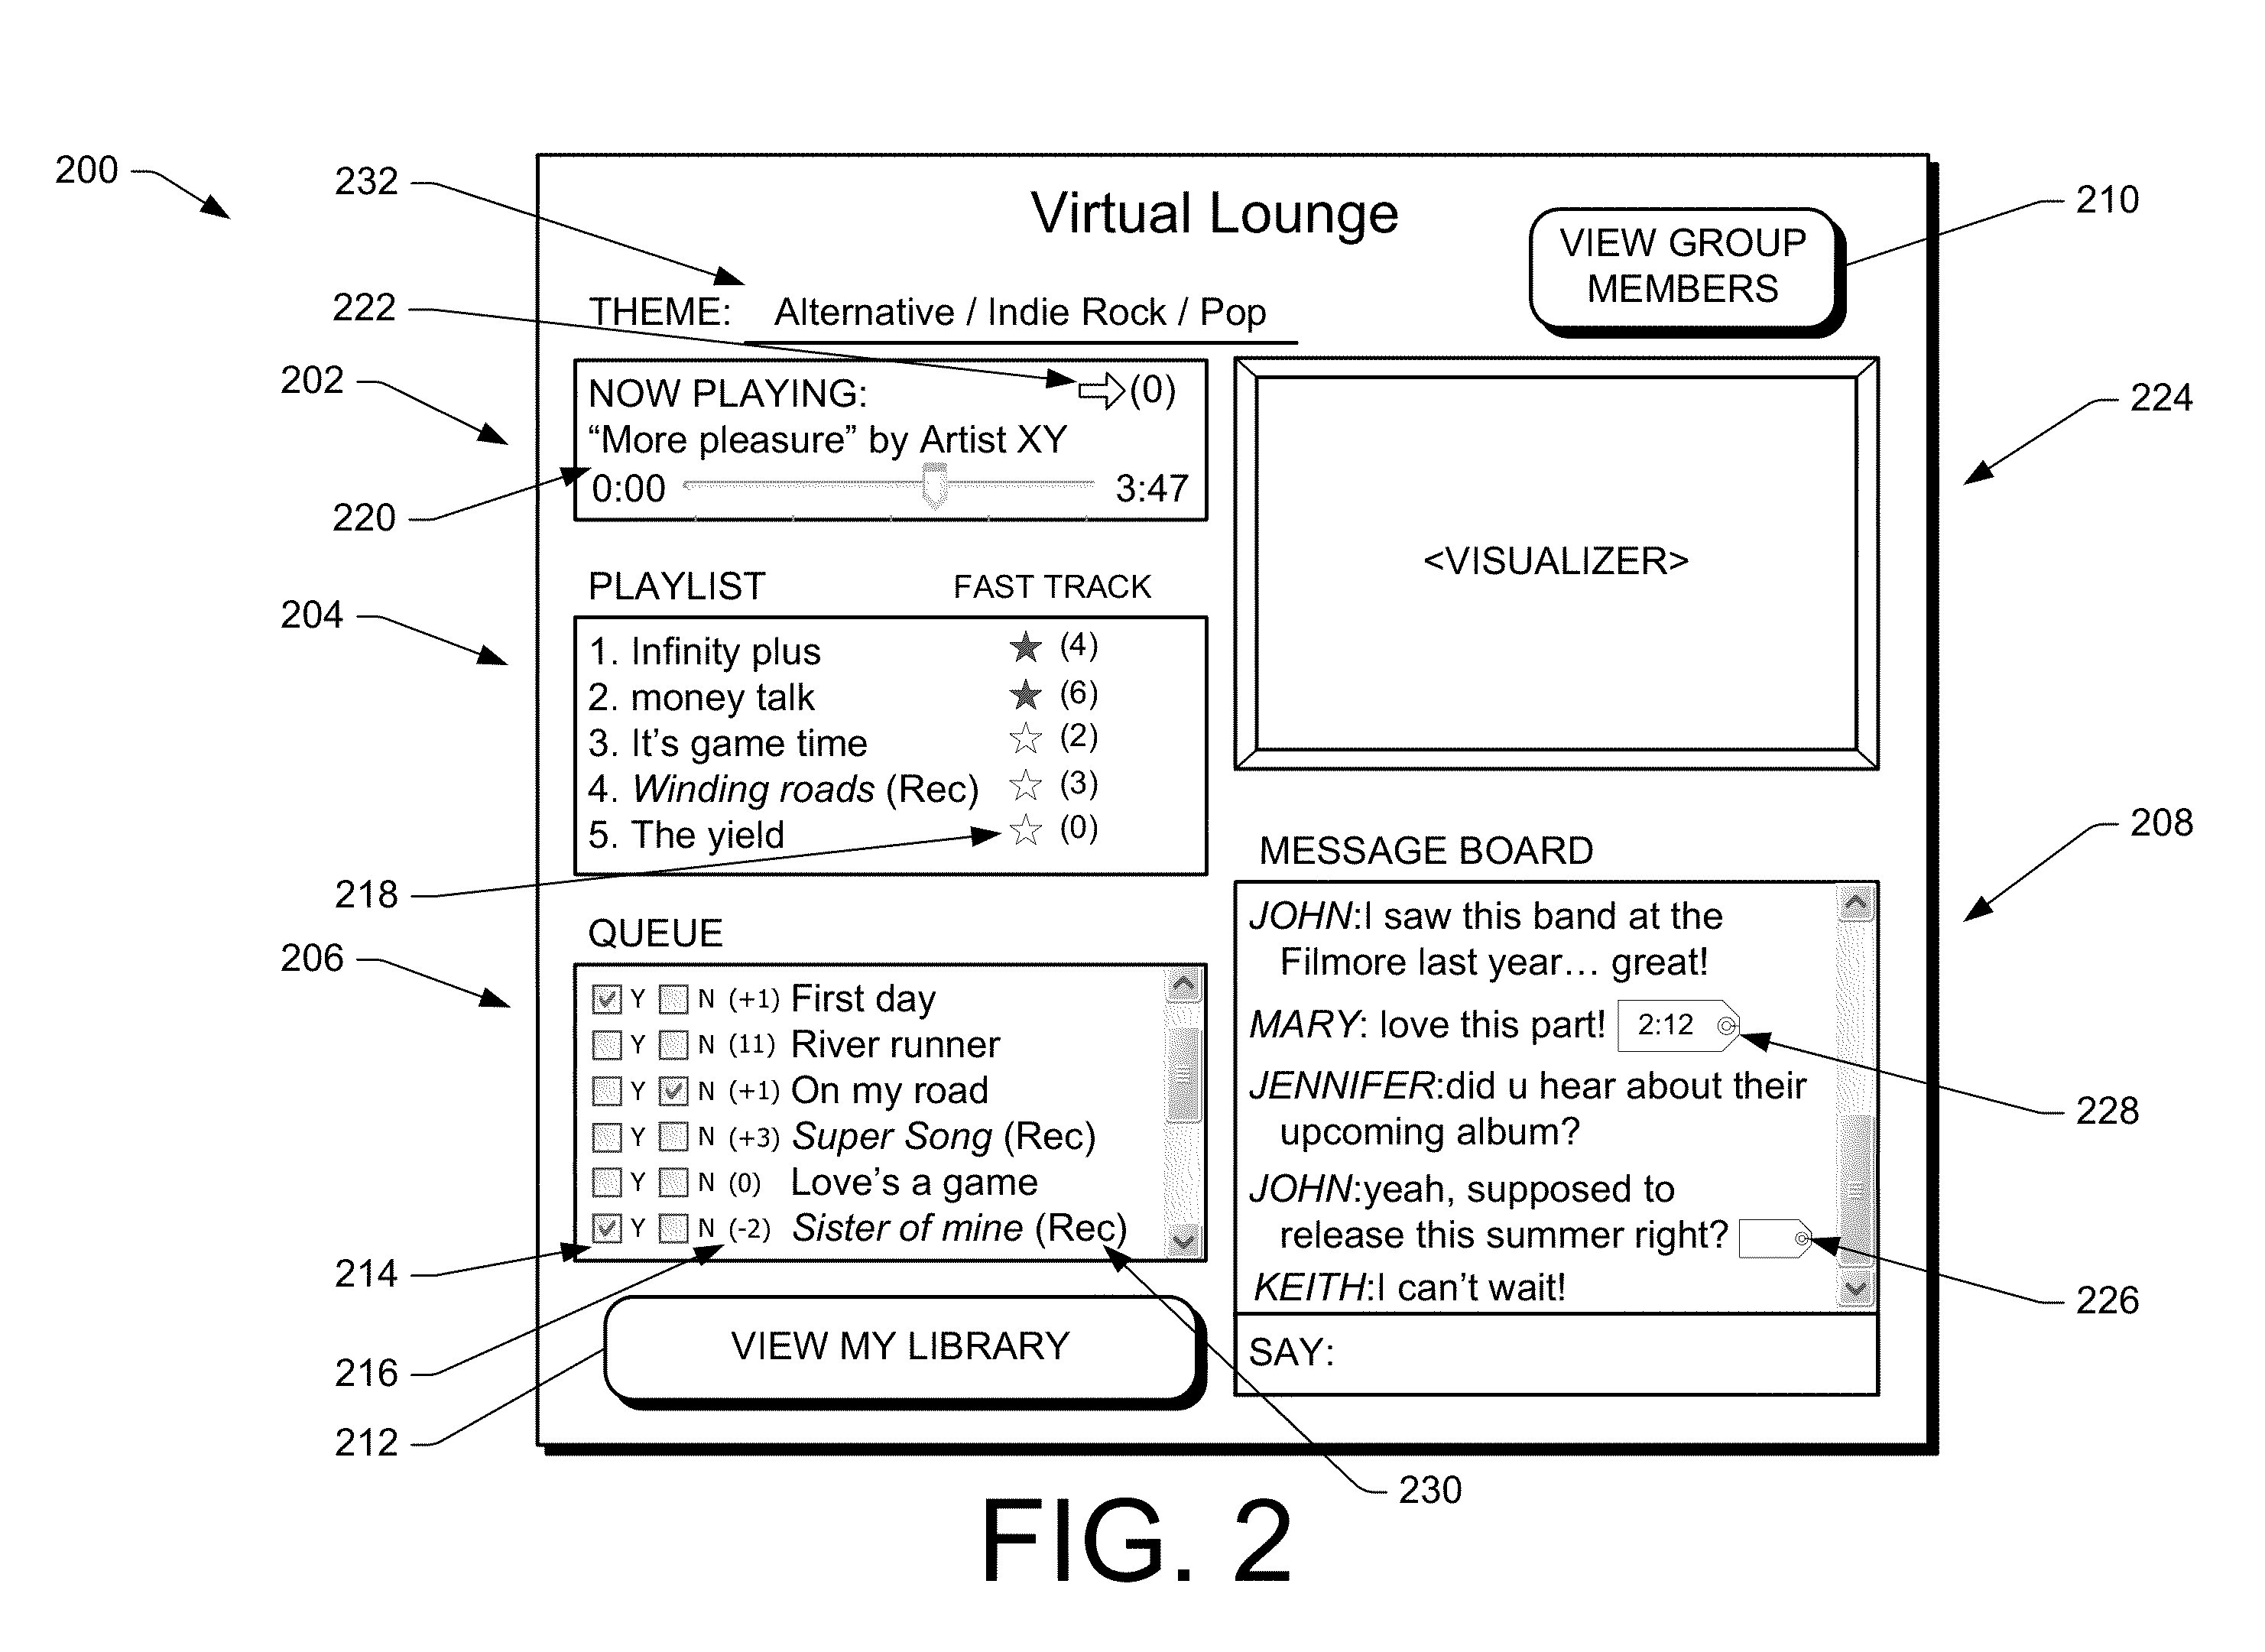 200
232
Virtual Lounge
210
VIEW GROUP
MEMBERS
222
THEME: Alternative / Indie Rock / Pop
202
NOW PLAYING: (0)
“More pleasure” by Artist XY
0:00 3:47
220
224
<VISUALIZER>
204
PLAYLIST FAST TRACK
1. Infinity plus (4)
2. money talk (6)
3. It’s game time (2)
4. Winding roads (Rec) (3)
5. The yield (0)
218
206
QUEUE
Y N (+1) First day
Y N (11) River runner
Y N (+1) On my road
Y N (+3) Super Song (Rec)
Y N (0) Love’s a game
Y N (-2) Sister of mine (Rec)
214
216
212
VIEW MY LIBRARY
230
208
MESSAGE BOARD
JOHN:I saw this band at the
Filmore last year… great!
MARY: love this part! 2:12
228
JENNIFER:did u hear about their
upcoming album?
JOHN:yeah, supposed to
release this summer right?
226
KEITH:I can’t wait!
SAY:
FIG. 2